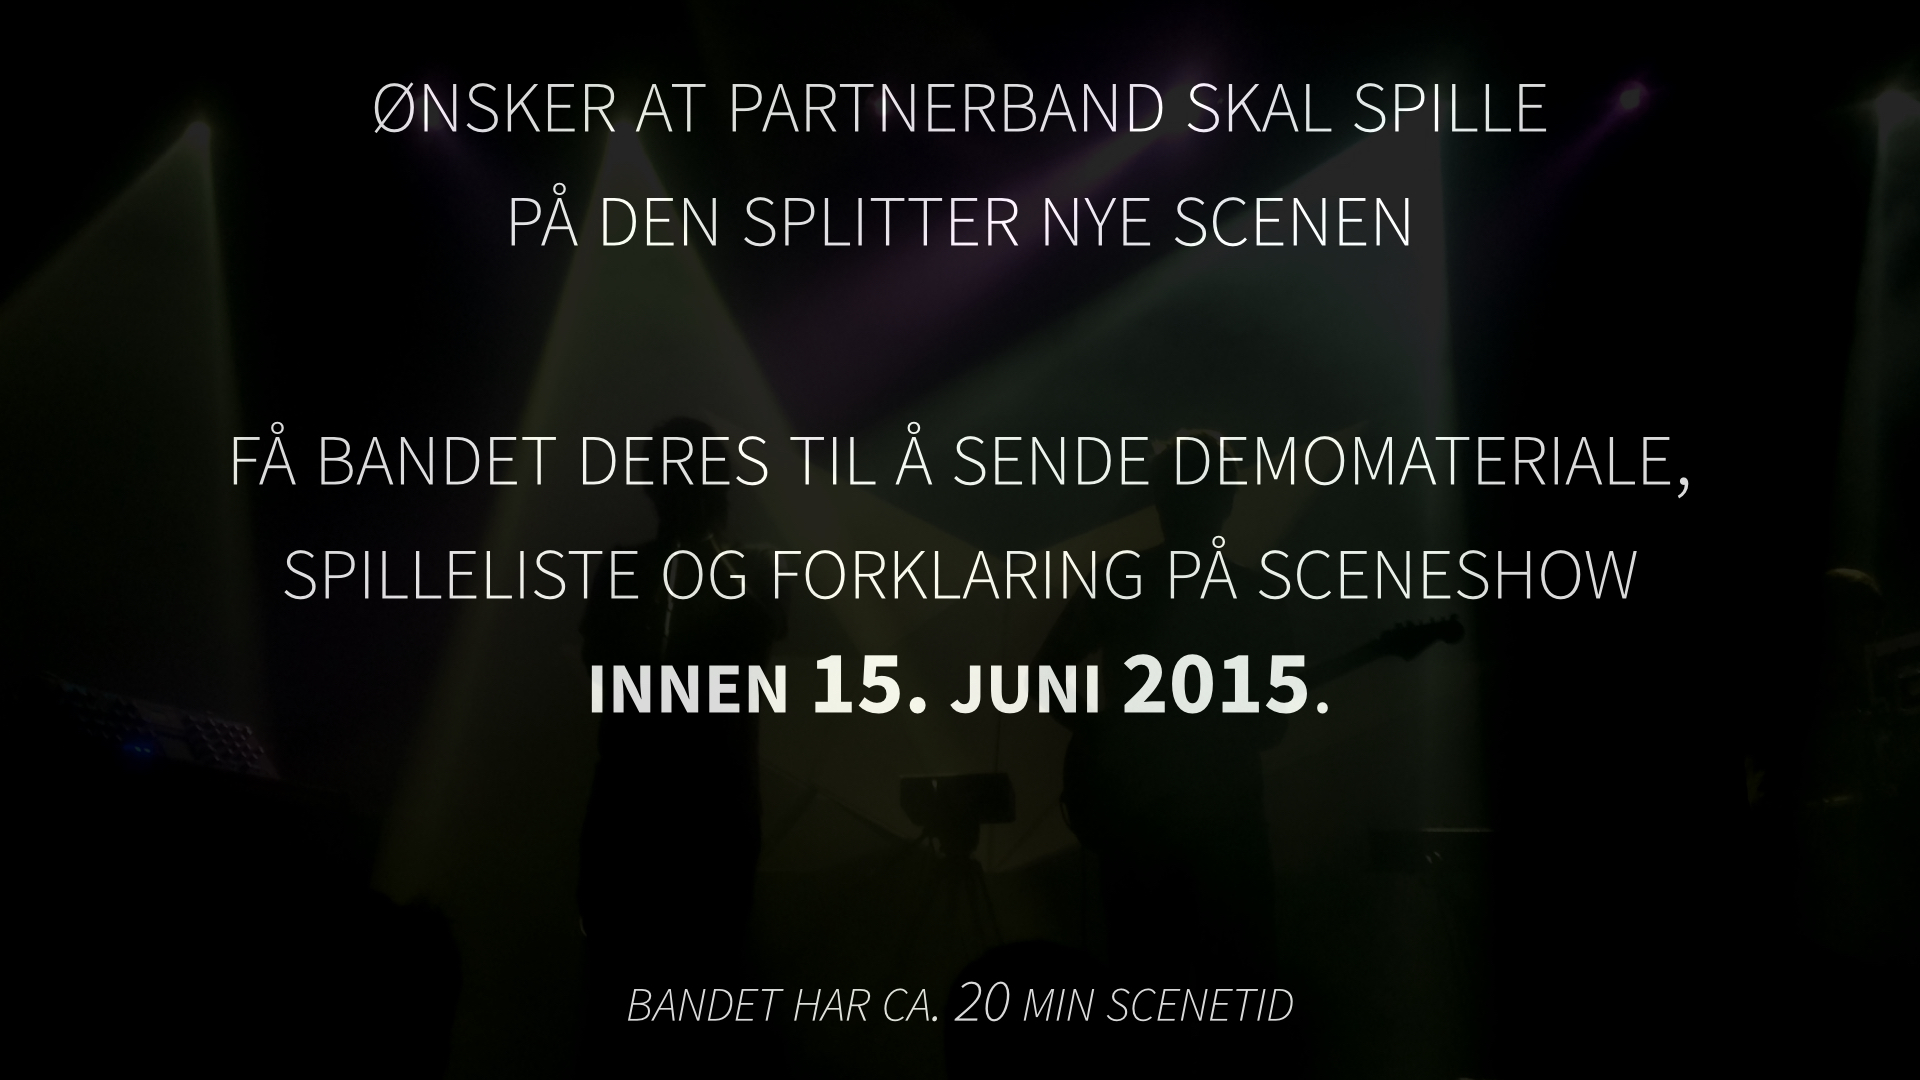 ØNSKER AT PARTNERBAND SKAL SPILLE
PÅ DEN SPLITTER NYE SCENEN
FÅ BANDET DERES TIL Å SENDE DEMOMATERIALE,
SPILLELISTE OG FORKLARING PÅ SCENESHOW
INNEN 15. JUNI 2015.
BANDET HAR CA. 20 MIN SCENETID